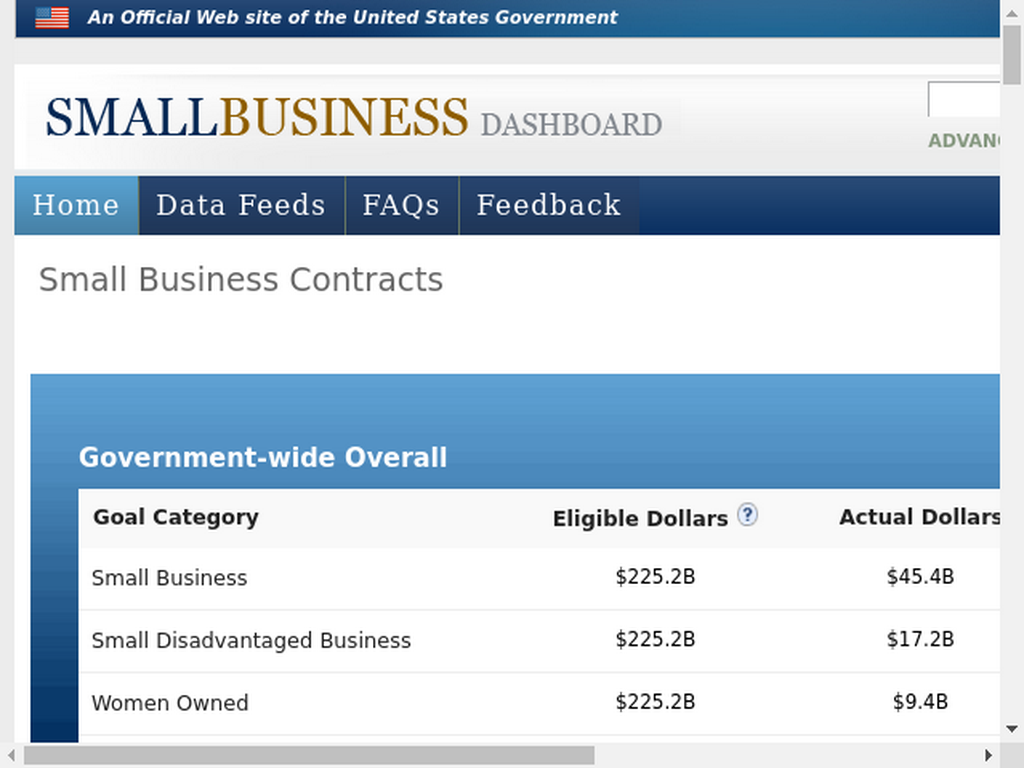 An Official Web site of the United States Government
SMALLBUSINESS DASHBOARD
Home Data Feeds FAQs Feedback
Small Business Contracts
Government-wide Overall
Goal Category Eligible Dollars ? Actual Dollars
Small Business $225.2B $45.4B
Small Disadvantaged Business $225.2B $17.2B
Women Owned $225.2B $9.4B